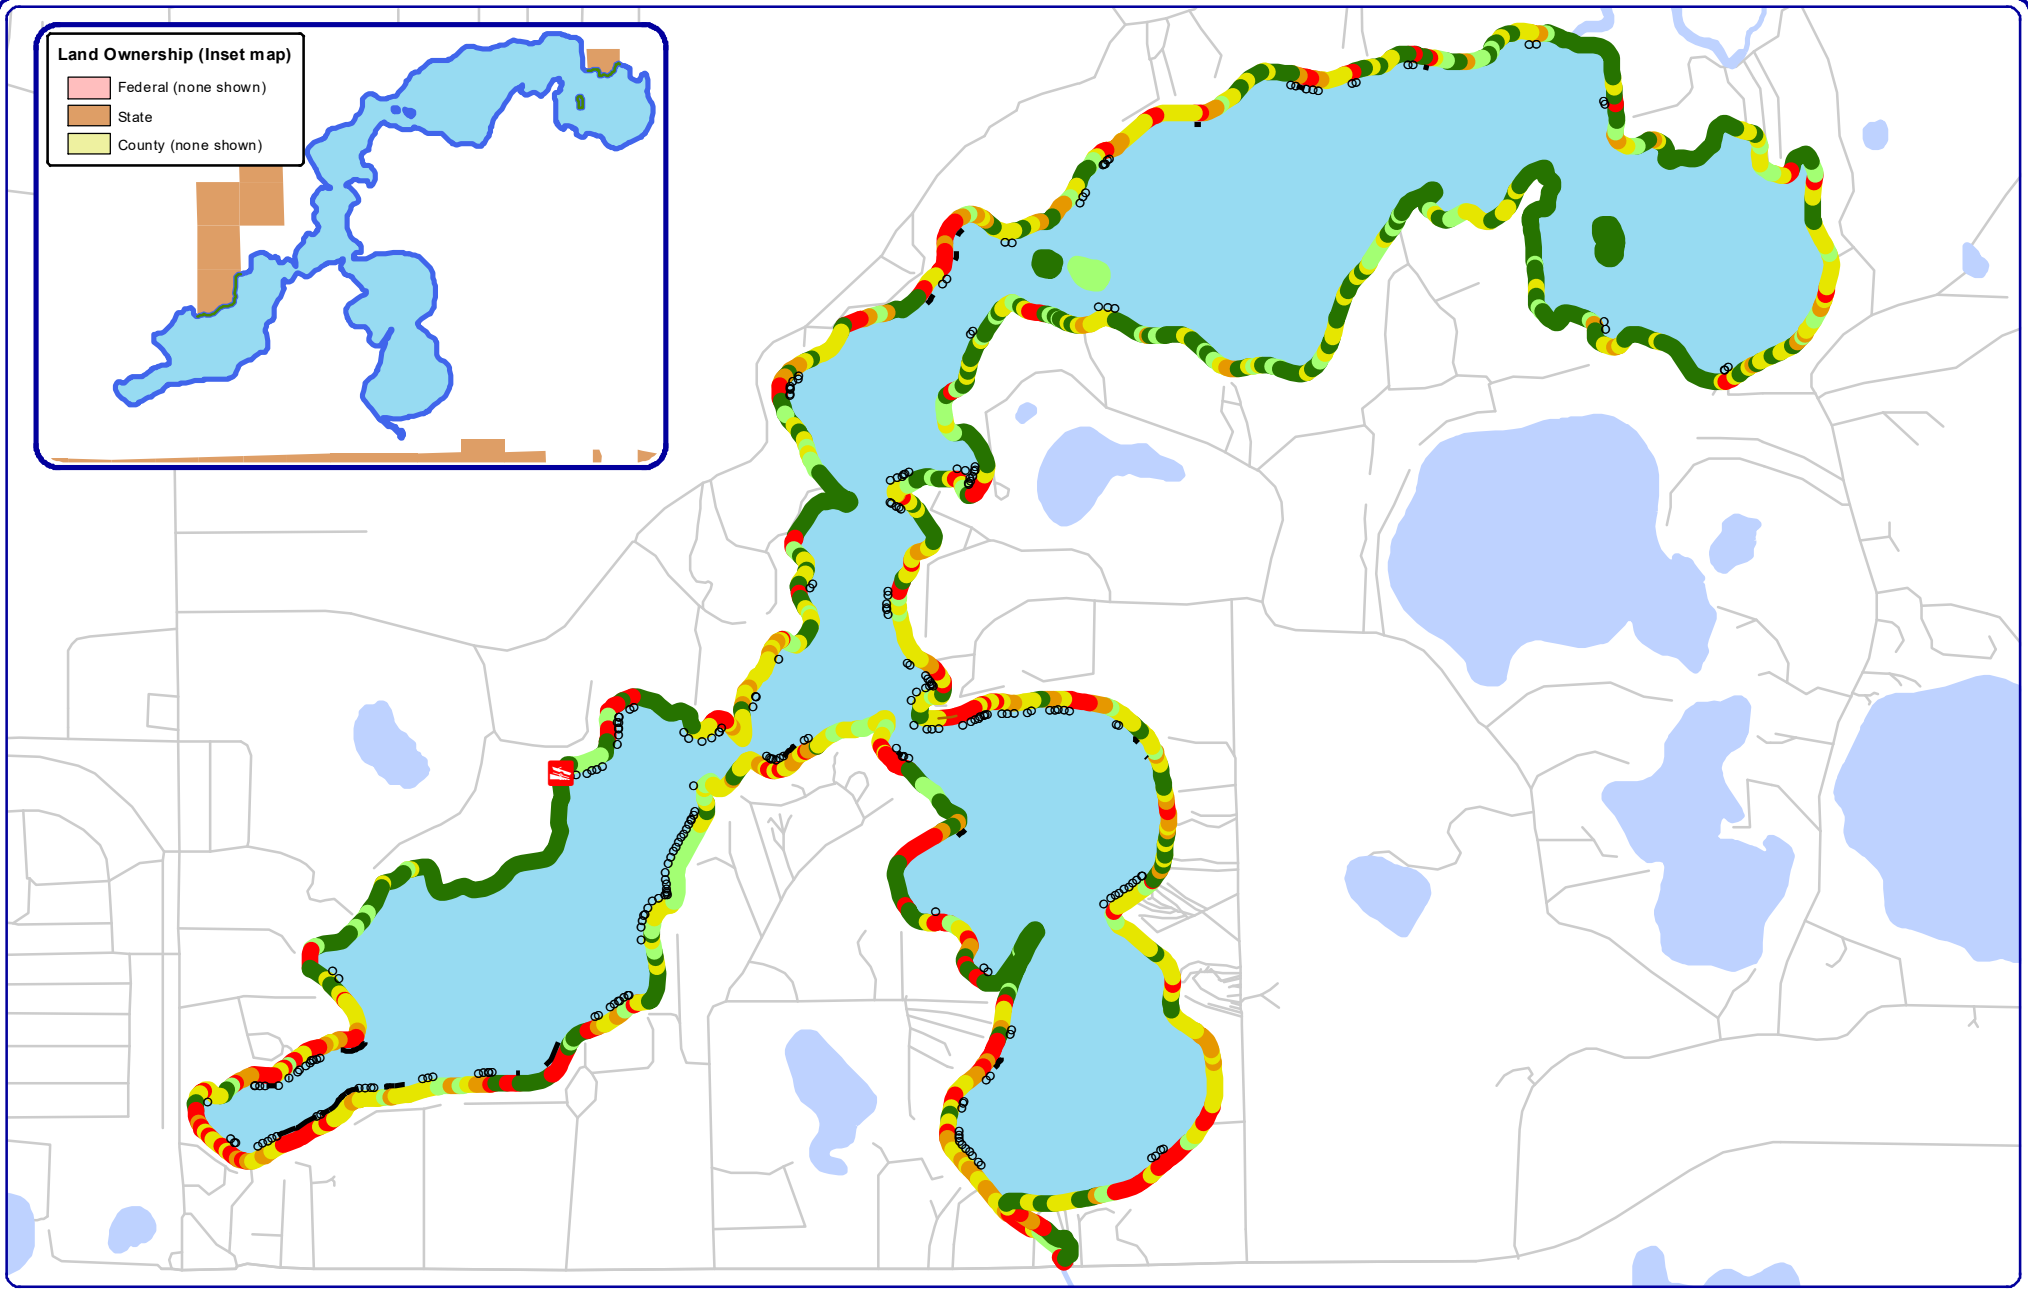 Land Ownership (Inset map)
Federal (none shown)
State
County (none shown)